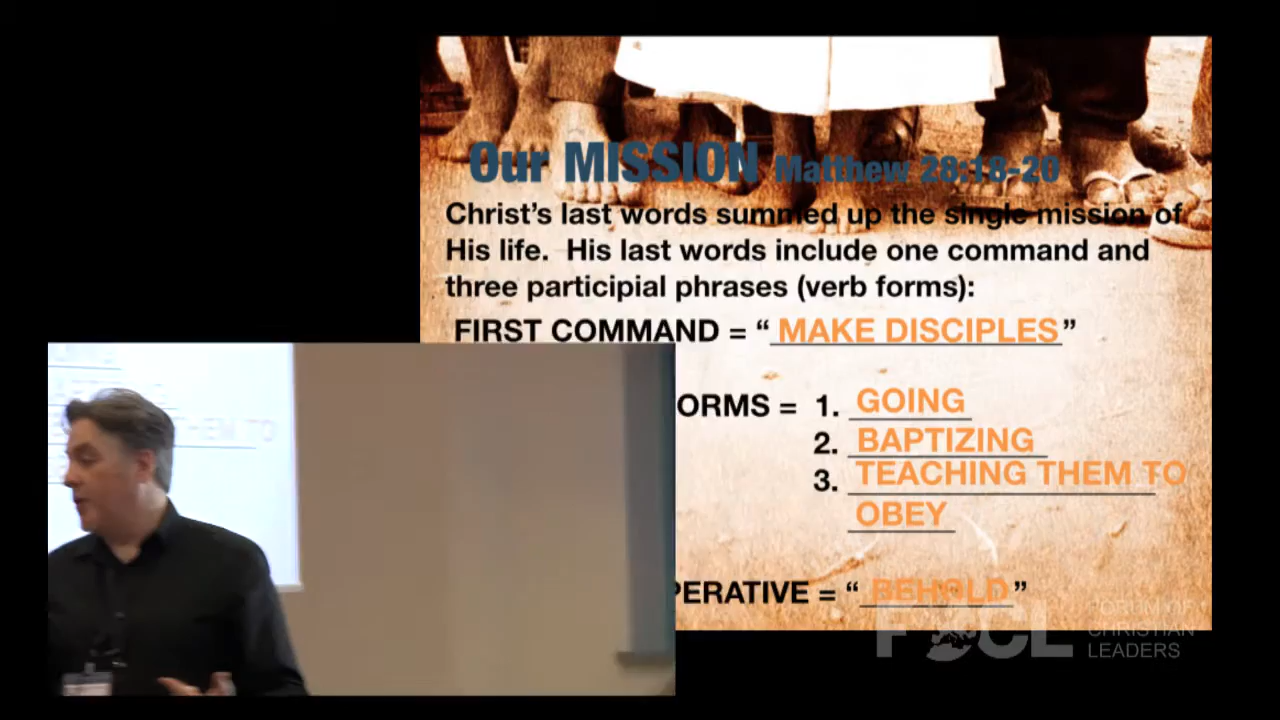 Our MISSION Matthew 28:18-20
Christ's last words summed up the single mission of
His life. His last words include one command and
three participial phrases (verb forms):
FIRST COMMAND = “MAKE DISCIPLES”
ORMS = 1. GOING
2. BAPTIZING
3. TEACHING THEM TO
OBEY
PERATIVE = “BEHOLD”
THEM TO
FOCL FORUM OF
CHRISTIAN
LEADERS